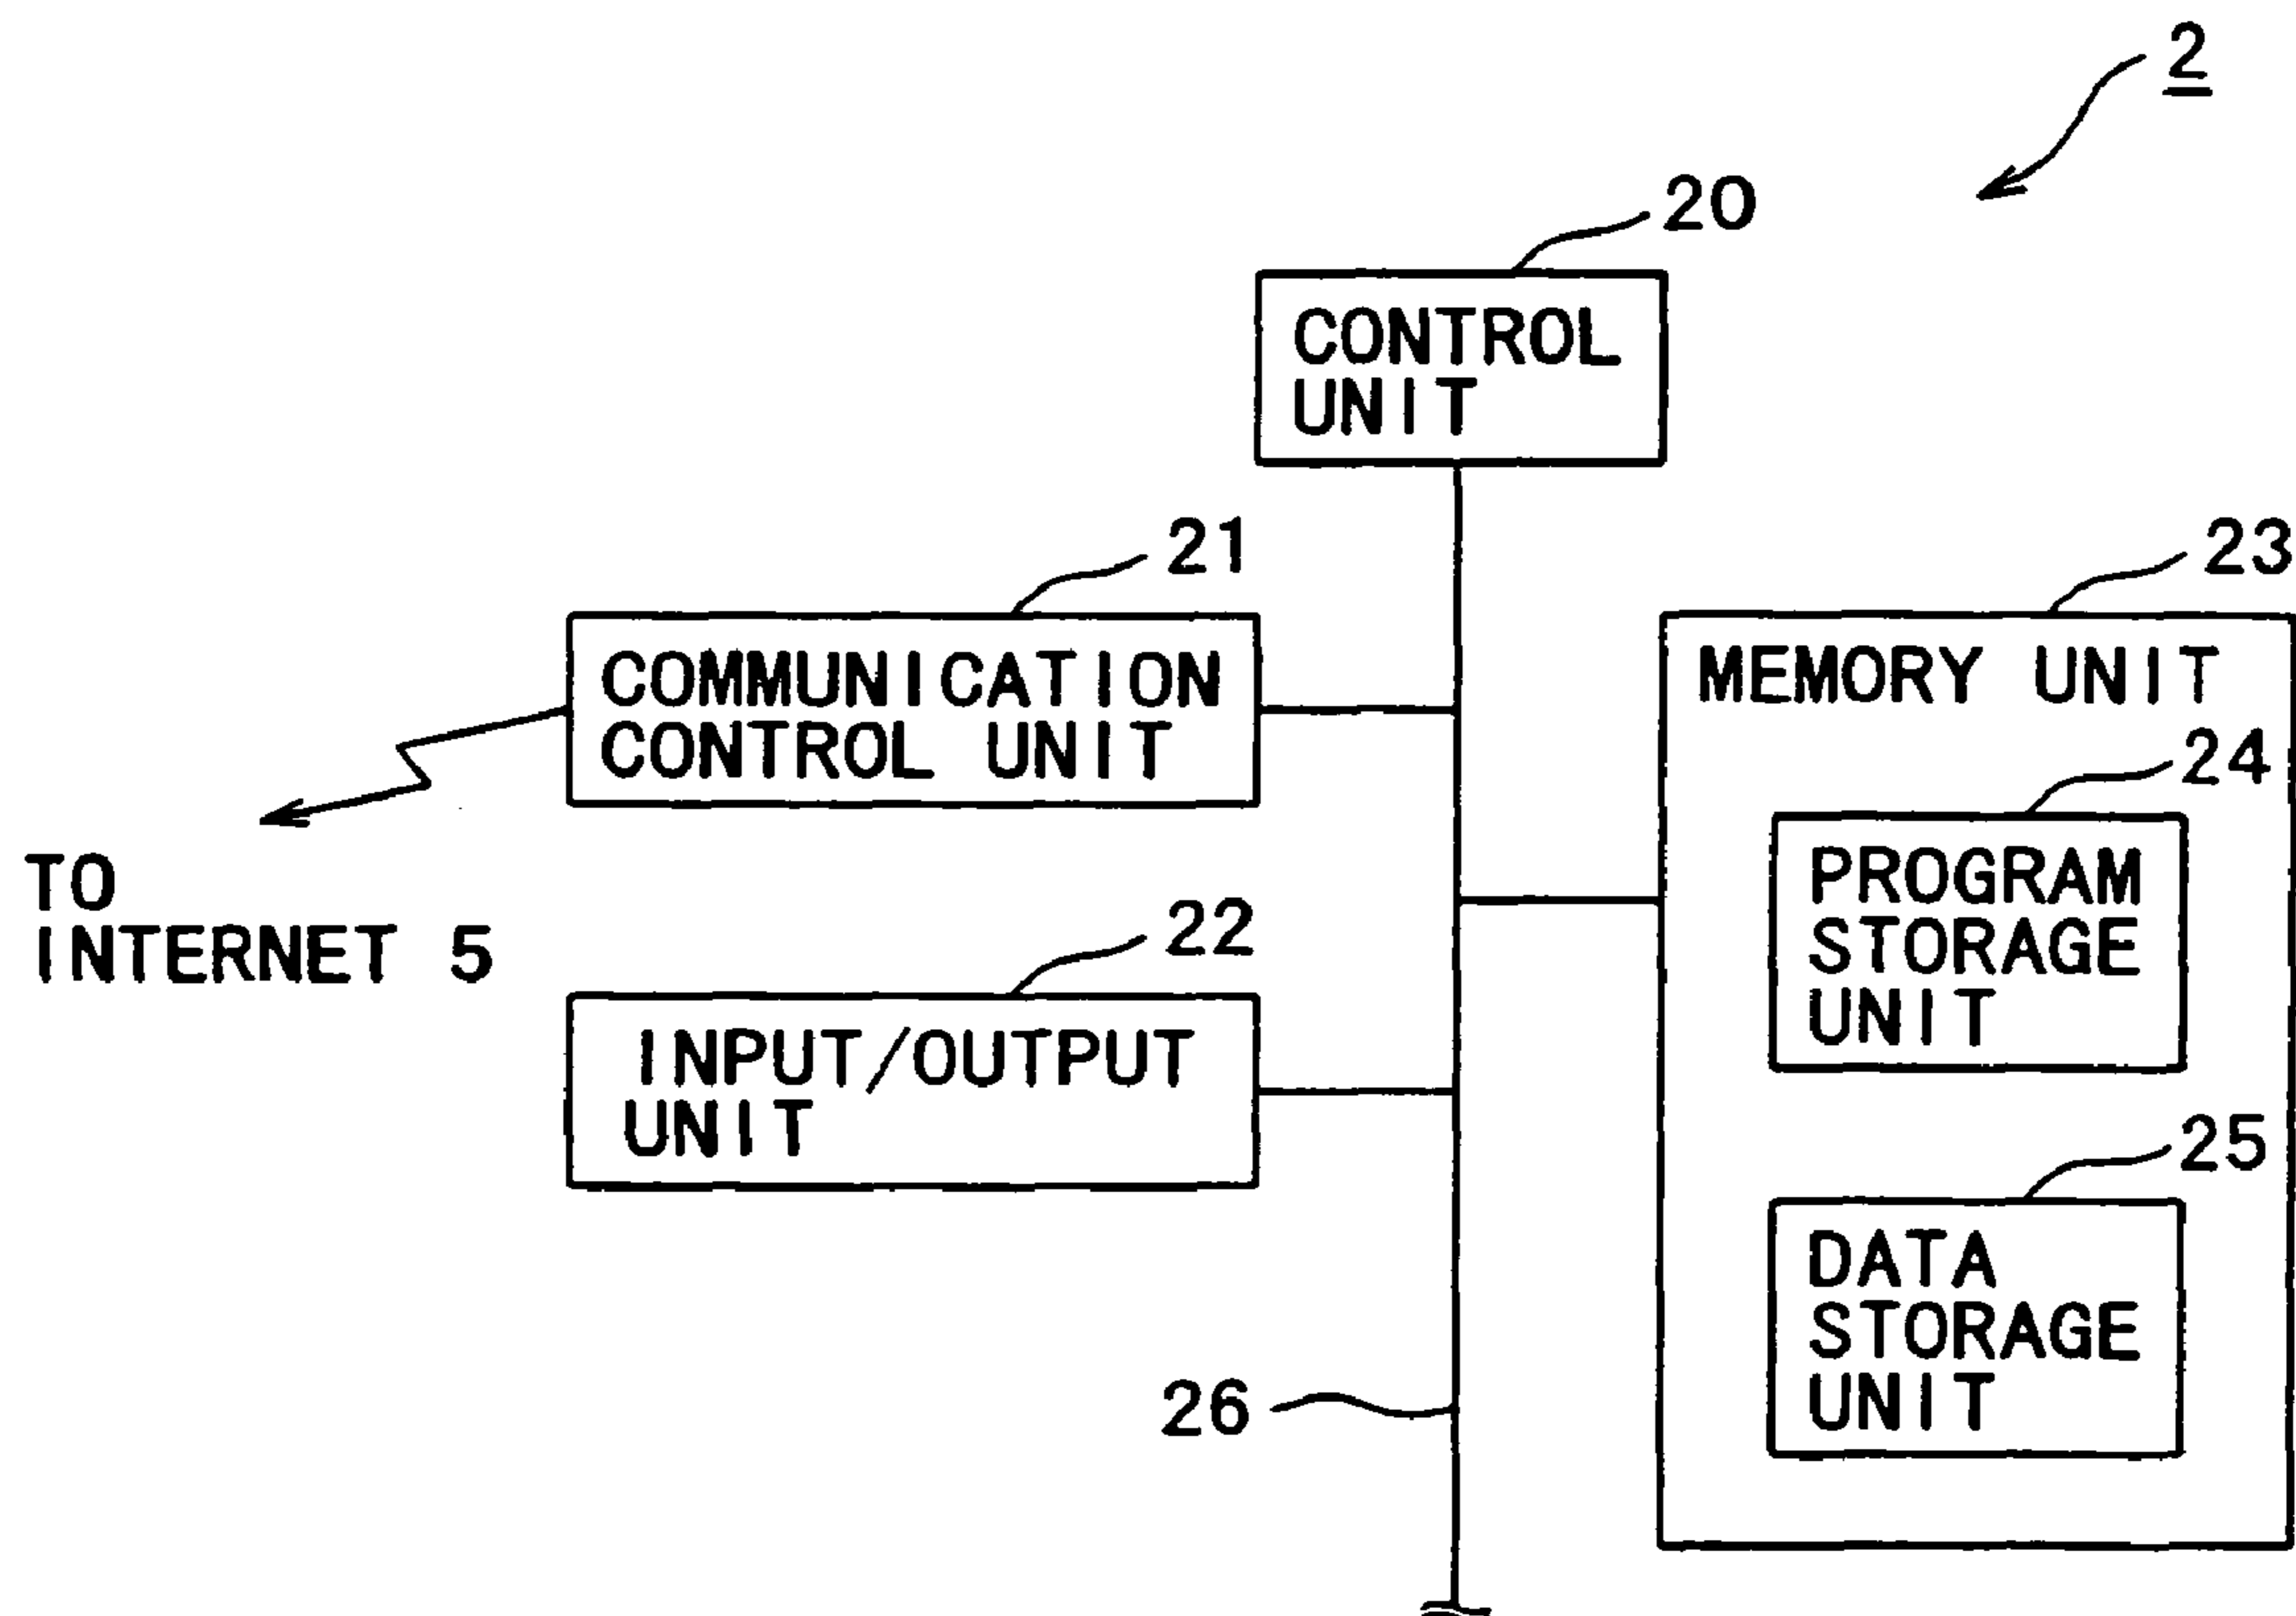 2
20
CONTROL
UNIT
21
COMMUNICATION
CONTROL UNIT
TO
INTERNET 5
22
INPUT/OUTPUT
UNIT
23
MEMORY UNIT
24
PROGRAM
STORAGE
UNIT
25
DATA
STORAGE
UNIT
26